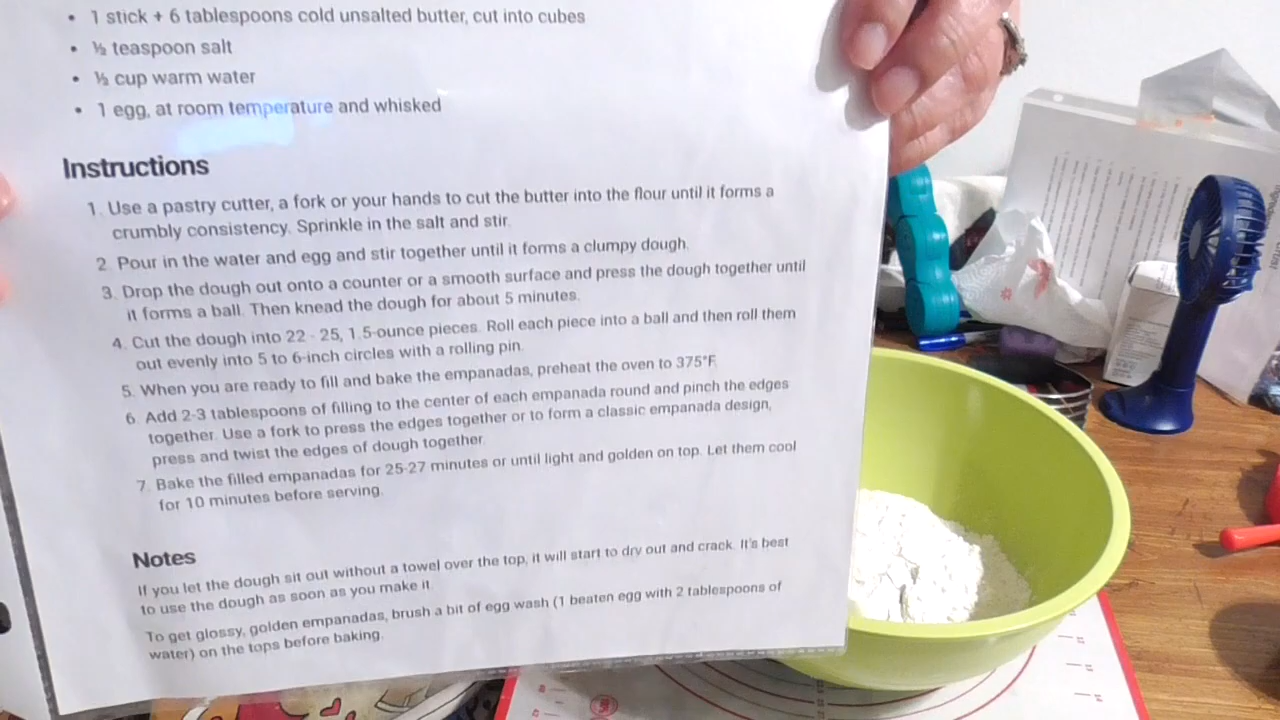 • 1 stick + 6 tablespoons cold unsalted butter, cut into cubes
• ½ teaspoon salt
• ½ cup warm water
• 1 egg, at room temperature and whisked
Instructions
1. Use a pastry cutter, a fork or your hands to cut the butter into the flour until it forms a
crumbly consistency. Sprinkle in the salt and stir.
2. Pour in the water and egg and stir together until it forms a clumpy dough.
3. Drop the dough out onto a counter or a smooth surface and press the dough together until
it forms a ball. Then knead the dough for about 5 minutes.
4. Cut the dough into 22 - 25, 1.5-ounce pieces. Roll each piece into a ball and then roll them
out evenly into 5 to 6-inch circles with a rolling pin.
5. When you are ready to fill and bake the empanadas, preheat the oven to 375°F.
6. Add 2-3 tablespoons of filling to the center of each empanada round and pinch the edges
together. Use a fork to press the edges together or to form a classic empanada design,
press and twist the edges of dough together.
7. Bake the filled empanadas for 25-27 minutes or until light and golden on top. Let them cool
for 10 minutes before serving.
Notes
If you let the dough sit out without a towel over the top, it will start to dry out and crack. It's best
to use the dough as soon as you make it.
To get glossy, golden empanadas, brush a bit of egg wash (1 beaten egg with 2 tablespoons of
water) on the tops before baking.